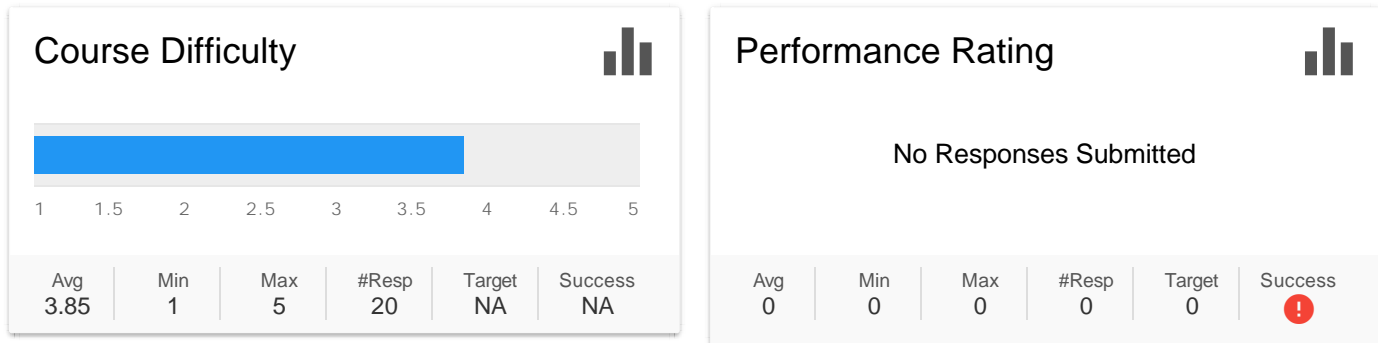 Course Difficulty
1 1.5 2 2.5 3 3.5 4 4.5 5
Avg Min Max #Resp Target Success
3.85 1 5 20 NA NA
Performance Rating
No Responses Submitted
Avg Min Max #Resp Target Success
0 0 0 0 0 !